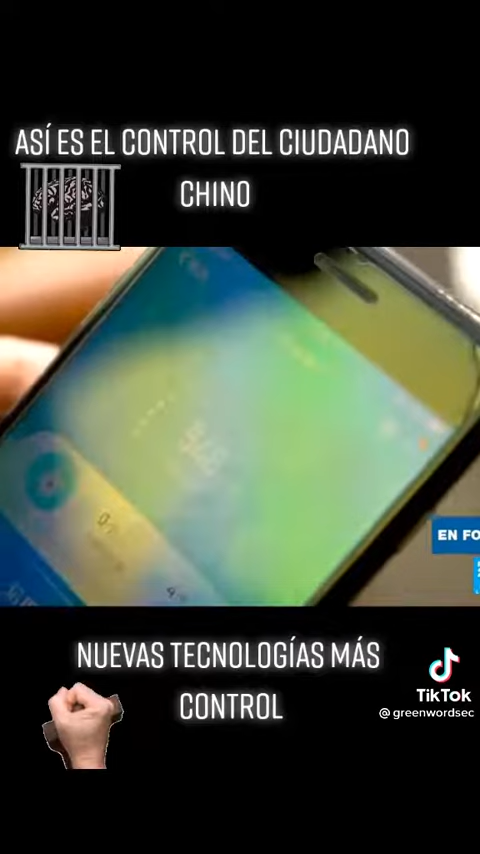 ASÍ ES EL CONTROL DEL CIUDADANO
CHINO
EN FO
NUEVAS TECNOLOGÍAS MÁS
CONTROL
TikTok
@greenwordsec